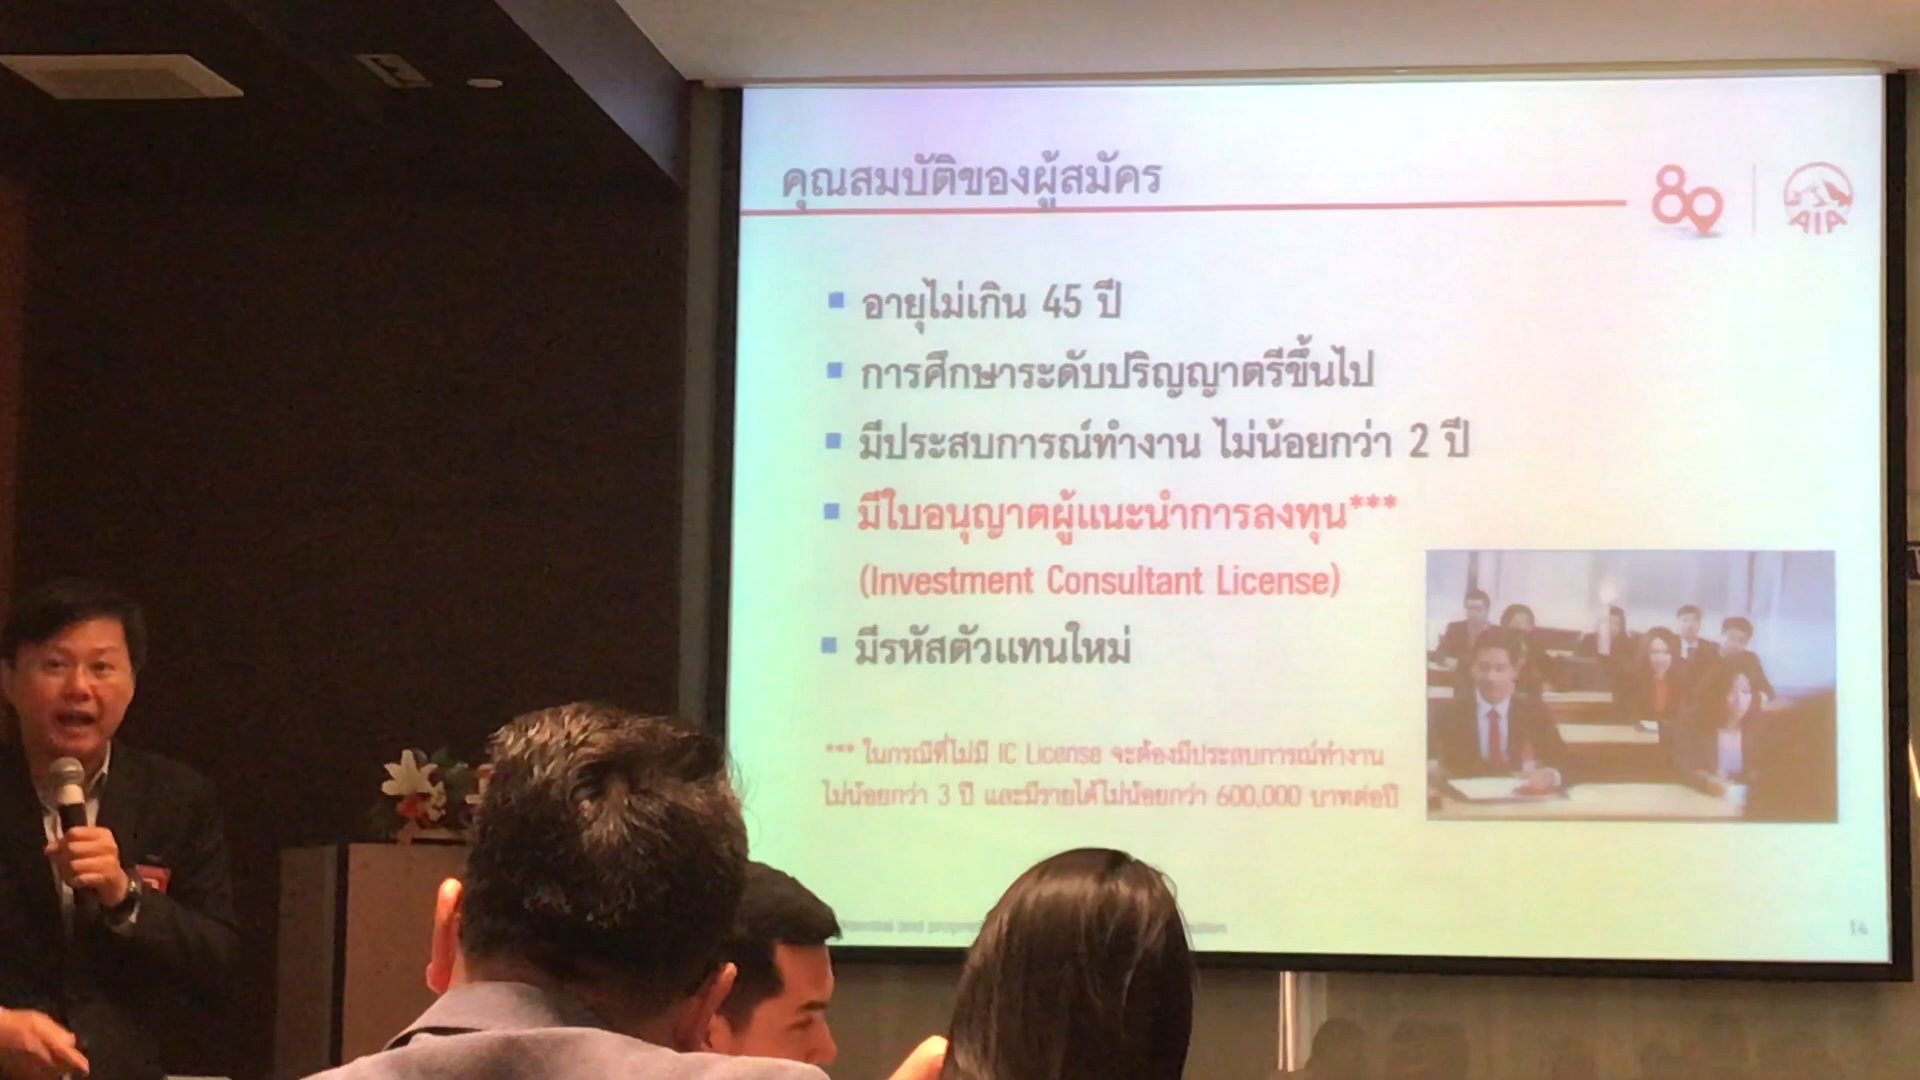 คุณสมบัติของผู้สมัคร
80
AIA
อายุไม่เกิน 45 ปี
การศึกษาระดับปริญญาตรีขึ้นไป
มีประสบการณ์ทำงาน ไม่น้อยกว่า 2 ปี
มีใบอนุญาตผู้แนะนำการลงทุน***
(Investment Consultant License)
มีรหัสตัวแทนใหม่
*** ในกรณีที่ไม่มี IC License จะต้องมีประสบการณ์ทำงาน
ไม่น้อยกว่า 3 ปี และมีรายได้ไม่น้อยกว่า 600,000 บาทต่อปี